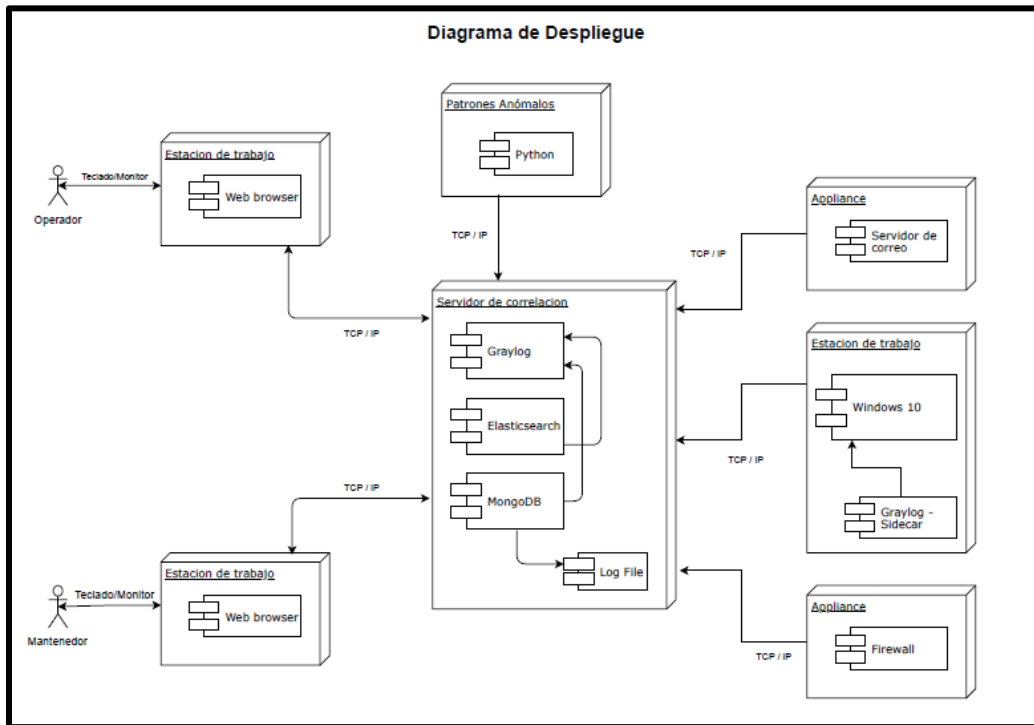 Diagrama de Despliegue
Patrones Anómalos
Python
Estacion de trabajo
Web browser
Teclado/Monitor
Operador
TCP / IP
Appliance
Servidor de
correo
TCP / IP
TCP / IP
Servidor de correlacion
Graylog
Elasticsearch
MongoDB
Log File
Estacion de trabajo
Windows 10
Graylog -
Sidecar
TCP / IP
TCP / IP
Estacion de trabajo
Web browser
Teclado/Monitor
Mantenedor
Appliance
Firewall
TCP / IP